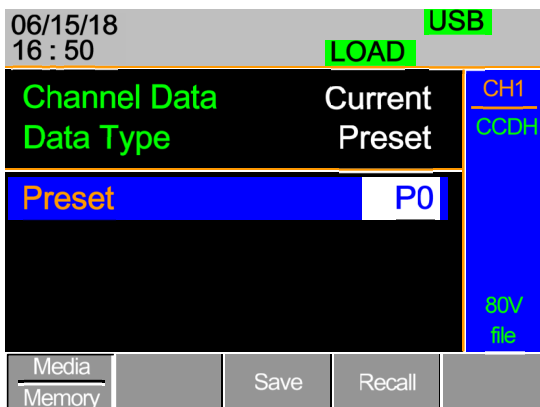 06/15/18 USB
16 : 50 LOAD
Channel Data Current
Data Type Preset
CH1
CCDH
Preset P0
80V
file
Media
Memory
Save
Recall